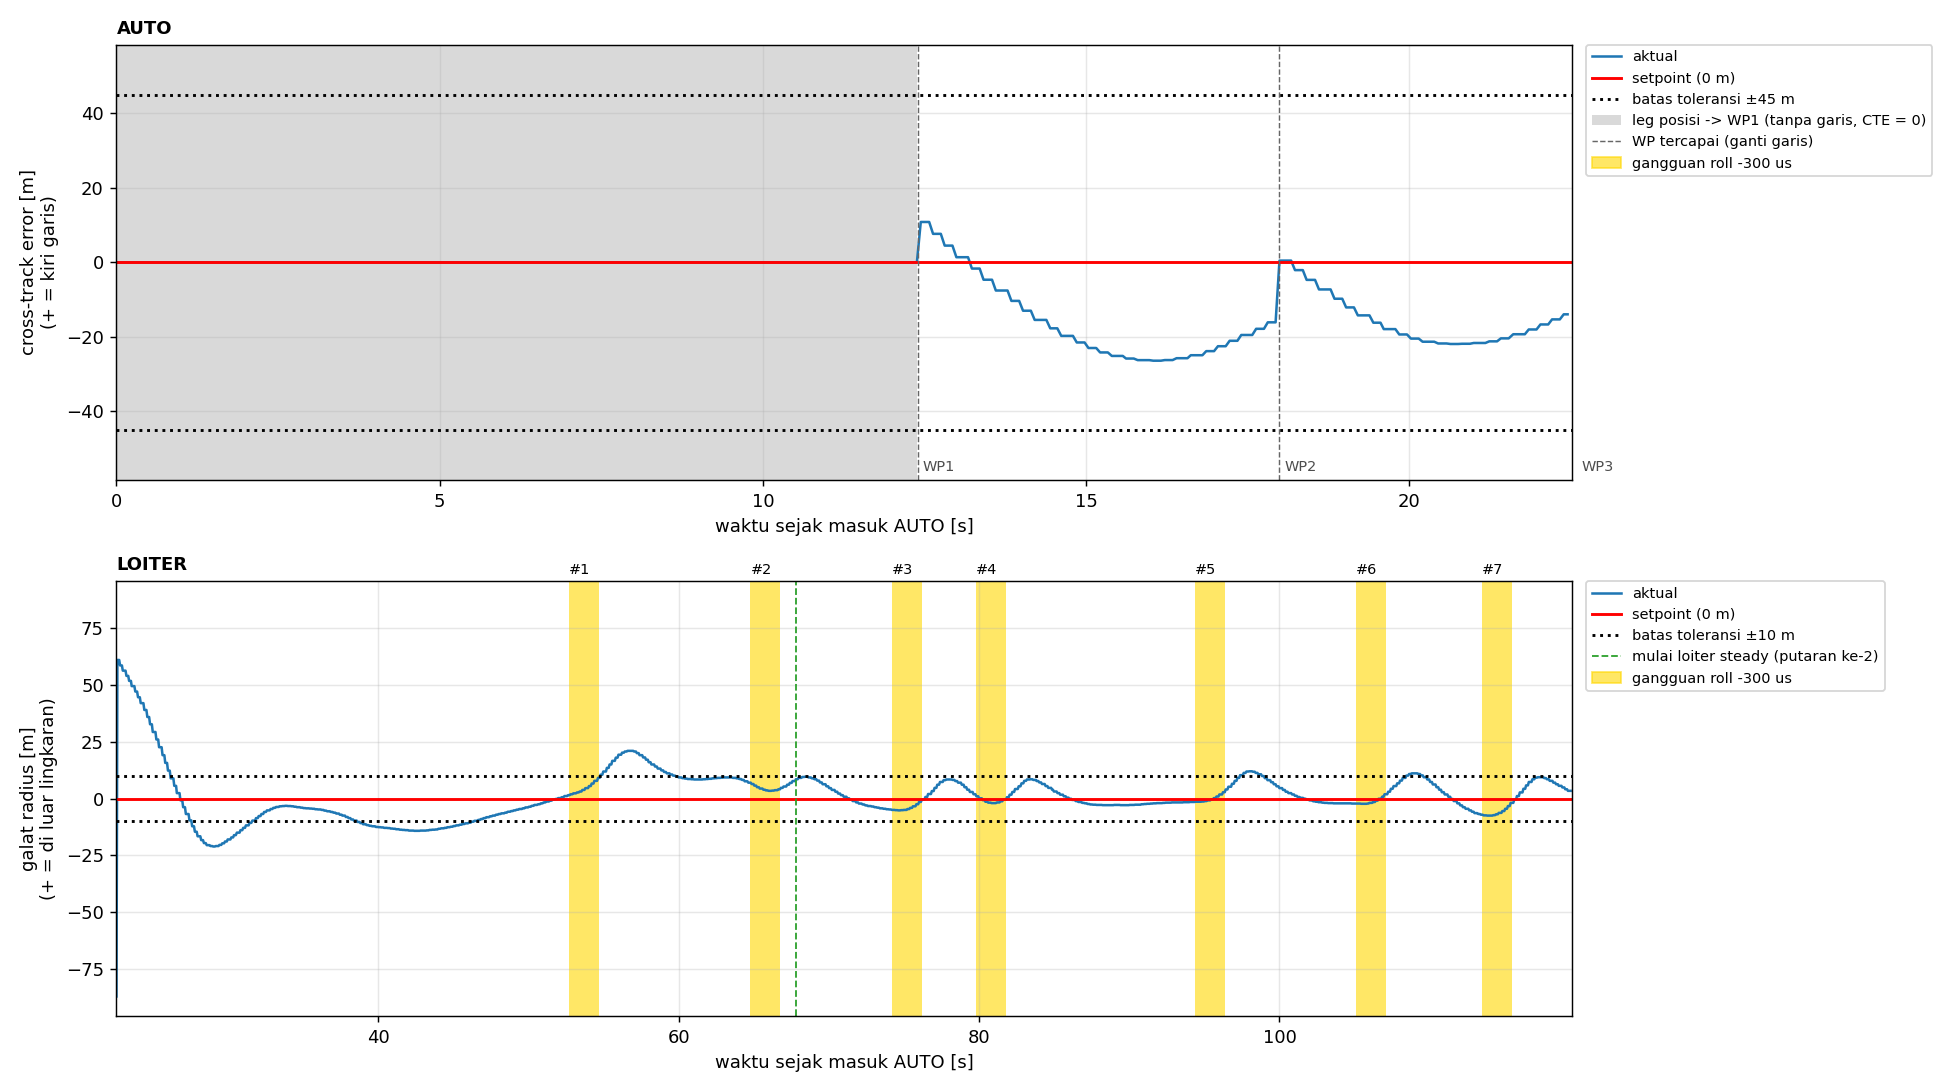 AUTO
cross-track error [m]
(+ = kiri garis)
40
20
0
−20
−40
WP1
WP2
WP3
0
5
10
15
20
waktu sejak masuk AUTO [s]
aktual
setpoint (0 m)
batas toleransi ±45 m
leg posisi -> WP1 (tanpa garis, CTE = 0)
WP tercapai (ganti garis)
gangguan roll -300 us
LOITER
#1
#2
#3
#4
#5
#6
#7
galat radius [m]
(+ = di luar lingkaran)
75
50
25
0
−25
−50
−75
40
60
80
100
waktu sejak masuk AUTO [s]
aktual
setpoint (0 m)
batas toleransi ±10 m
mulai loiter steady (putaran ke-2)
gangguan roll -300 us